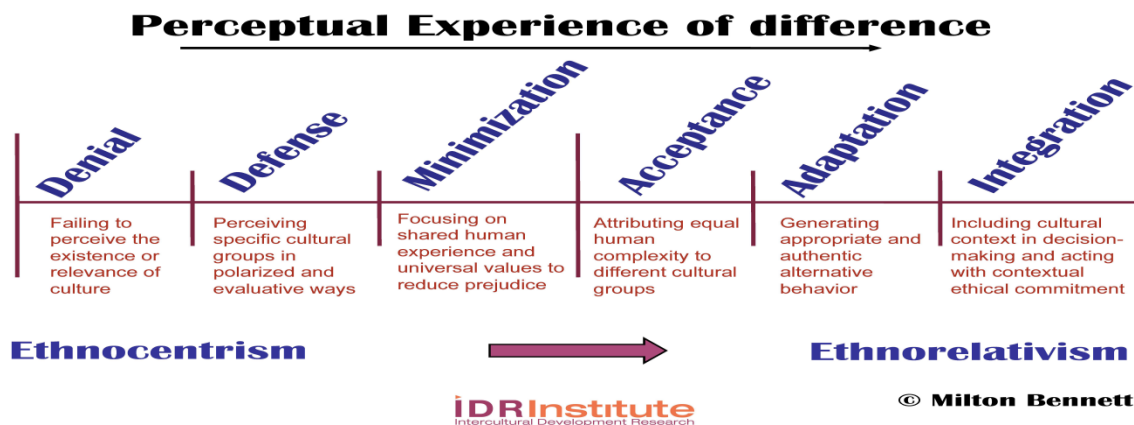 Perceptual Experience of difference
Denial
Defense
Minimization
Acceptance
Adaptation
Integration
Failing to
perceive the
existence or
relevance of
culture
Perceiving
specific cultural
groups in
polarized and
evaluative ways
Focusing on
shared human
experience and
universal values to
reduce prejudice
Attributing equal
human
complexity to
different cultural
groups
Generating
appropriate and
authentic
alternative
behavior
Including cultural
context in decision-
making and acting
with contextual
ethical commitment
Ethnocentrism
Ethnorelativism
iDRInstitute
Intercultural Development Research
© Milton Bennett